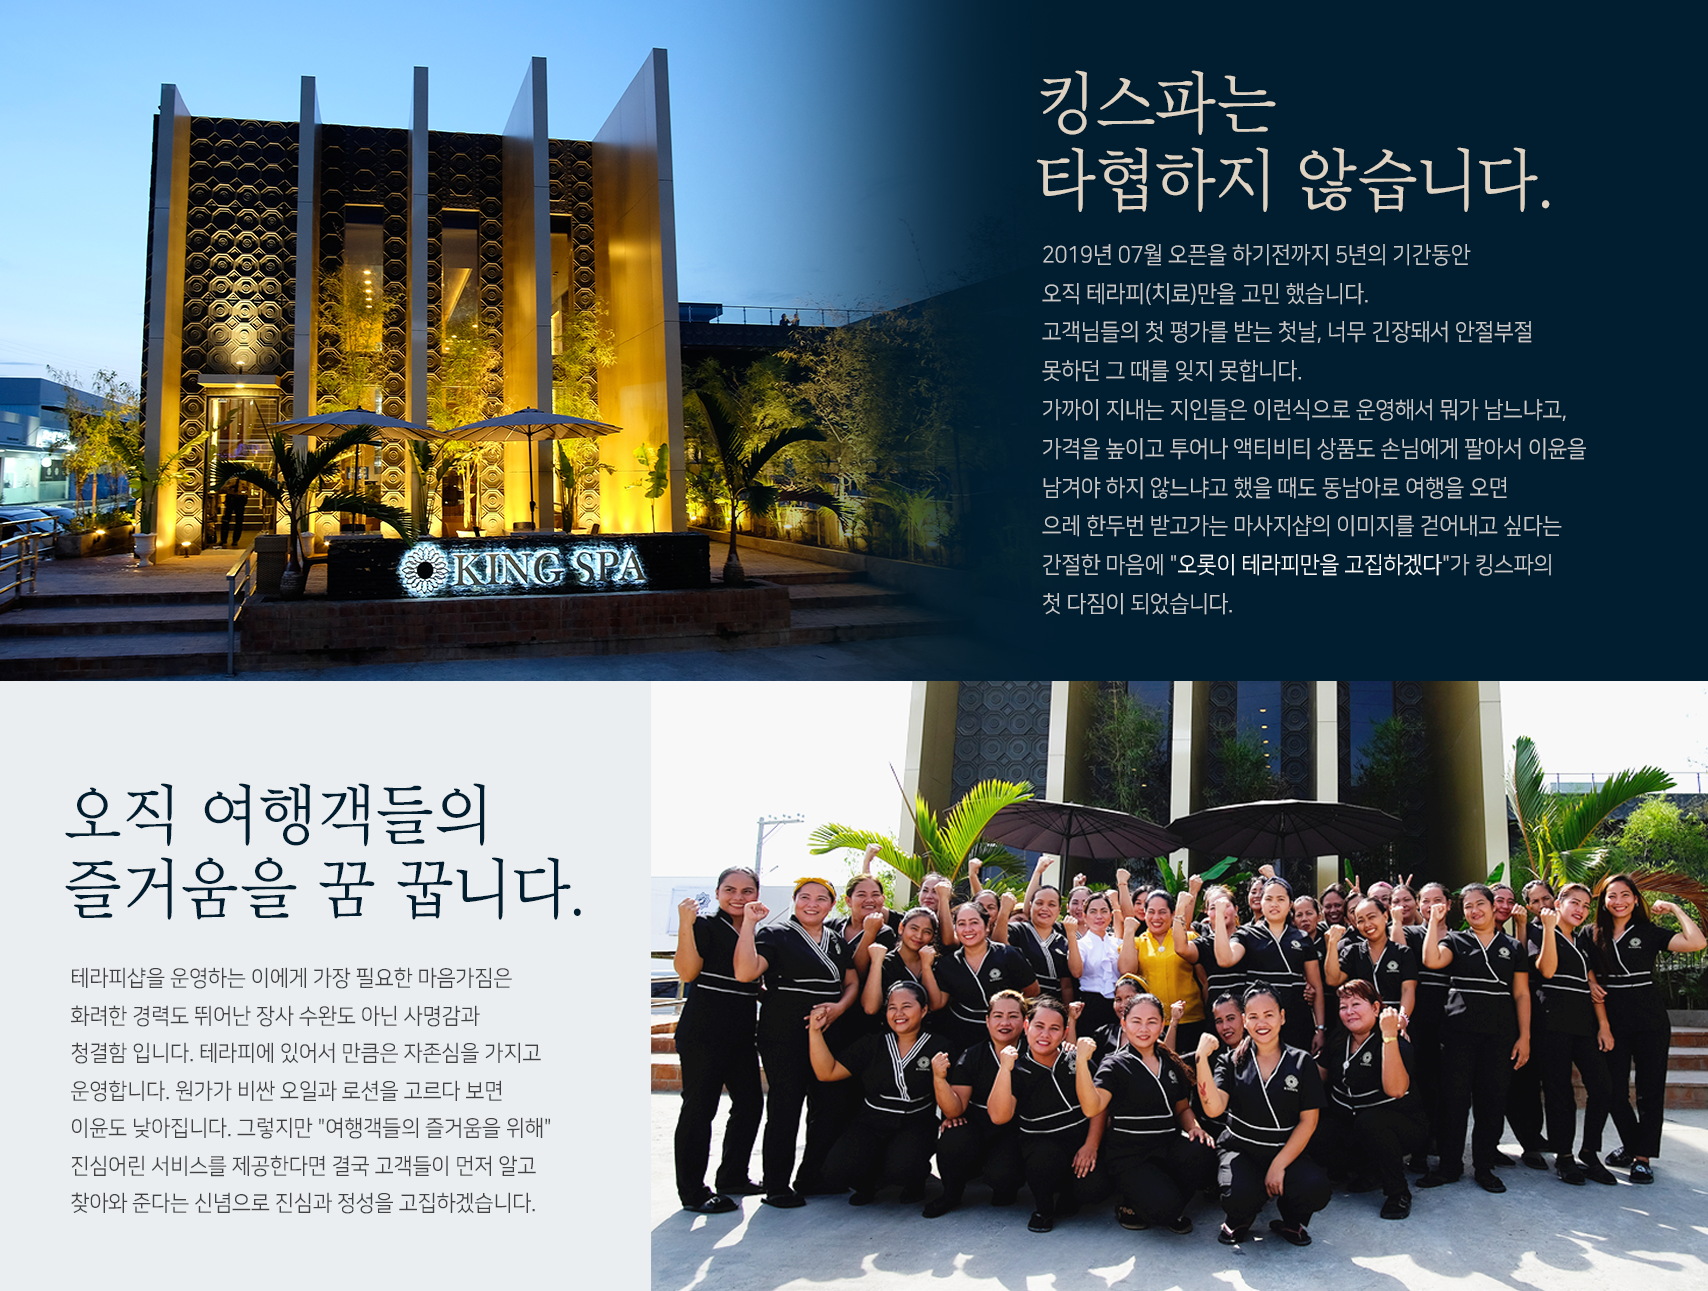 킹스파는
타협하지 않습니다.
2019년 07월 오픈을 하기전까지 5년의 기간동안
오직 테라피(치료)만을 고민 했습니다.
고객님들의 첫 평가를 받는 첫날, 너무 긴장돼서 안절부절
못하던 그 때를 잊지 못합니다.
가까이 지내는 지인들은 이런식으로 운영해서 뭐가 남느냐고,
가격을 높이고 투어나 액티비티 상품도 손님에게 팔아서 이윤을
남겨야 하지 않느냐고 했을 때도 동남아로 여행을 오면
으레 한두번 받고가는 마사지샵의 이미지를 걷어내고 싶다는
간절한 마음에 "오롯이 테라피만을 고집하겠다"가 킹스파의
첫 다짐이 되었습니다.
KING SPA
오직 여행객들의
즐거움을 꿈 꿉니다.
테라피샵을 운영하는 이에게 가장 필요한 마음가짐은
화려한 경력도 뛰어난 장사 수완도 아닌 사명감과
청결함 입니다. 테라피에 있어서 만큼은 자존심을 가지고
운영합니다. 원가가 비싼 오일과 로션을 고르다 보면
이윤도 낮아집니다. 그렇지만 "여행객들의 즐거움을 위해"
진심어린 서비스를 제공한다면 결국 고객들이 먼저 알고
찾아와 준다는 신념으로 진심과 정성을 고집하겠습니다.